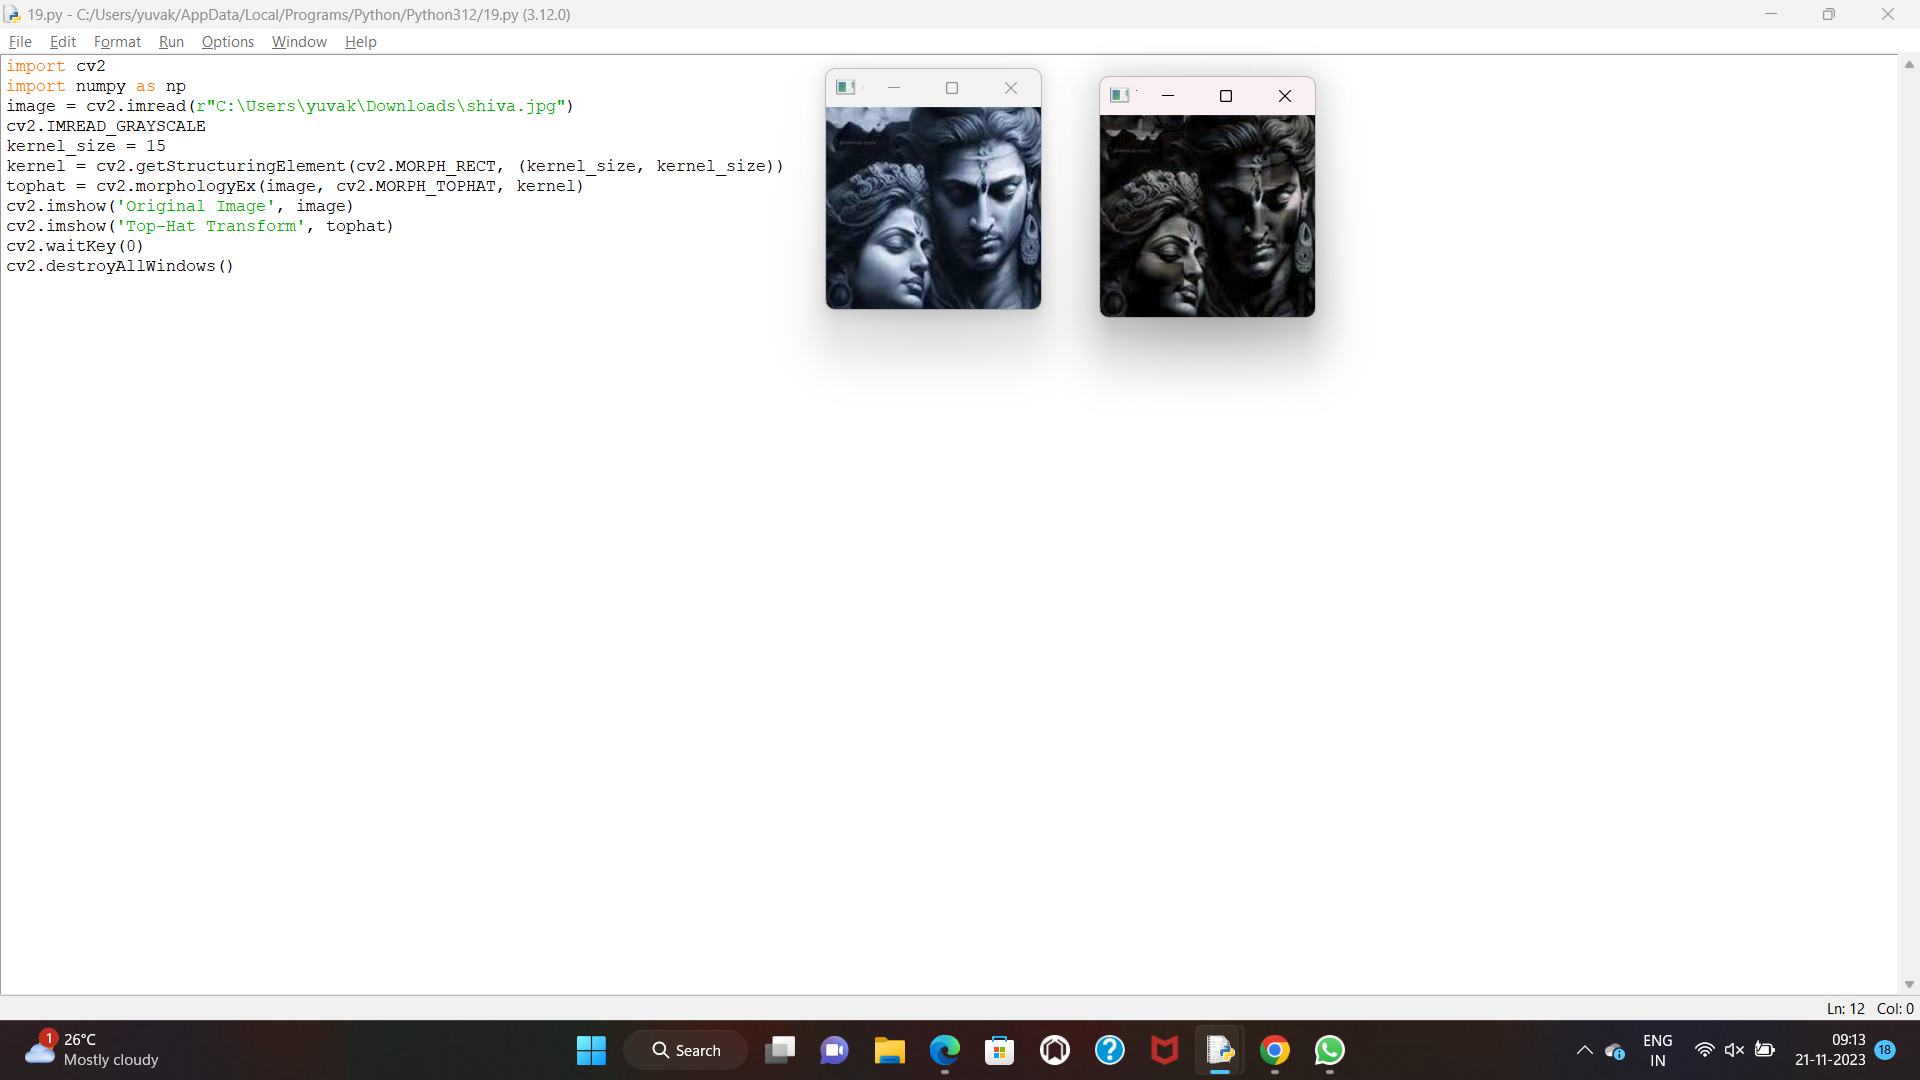 19.py - C:/Users/yuvak/AppData/Local/Programs/Python/Python312/19.py (3.12.0)
File Edit Format Run Options Window Help
import cv2
import numpy as np
image = cv2.imread(r"C:\Users\yuvak\Downloads\shiva.jpg")
cv2.IMREAD_GRAYSCALE
kernel_size = 15
kernel = cv2.getStructuringElement(cv2.MORPH_RECT, (kernel_size, kernel_size))
tophat = cv2.morphologyEx(image, cv2.MORPH_TOPHAT, kernel)
cv2.imshow('Original Image', image)
cv2.imshow('Top-Hat Transform', tophat)
cv2.waitKey(0)
cv2.destroyAllWindows()
Ln: 12 Col: 0
1
26°C
Mostly cloudy
Search
ENG
IN
09:13
21-11-2023
18